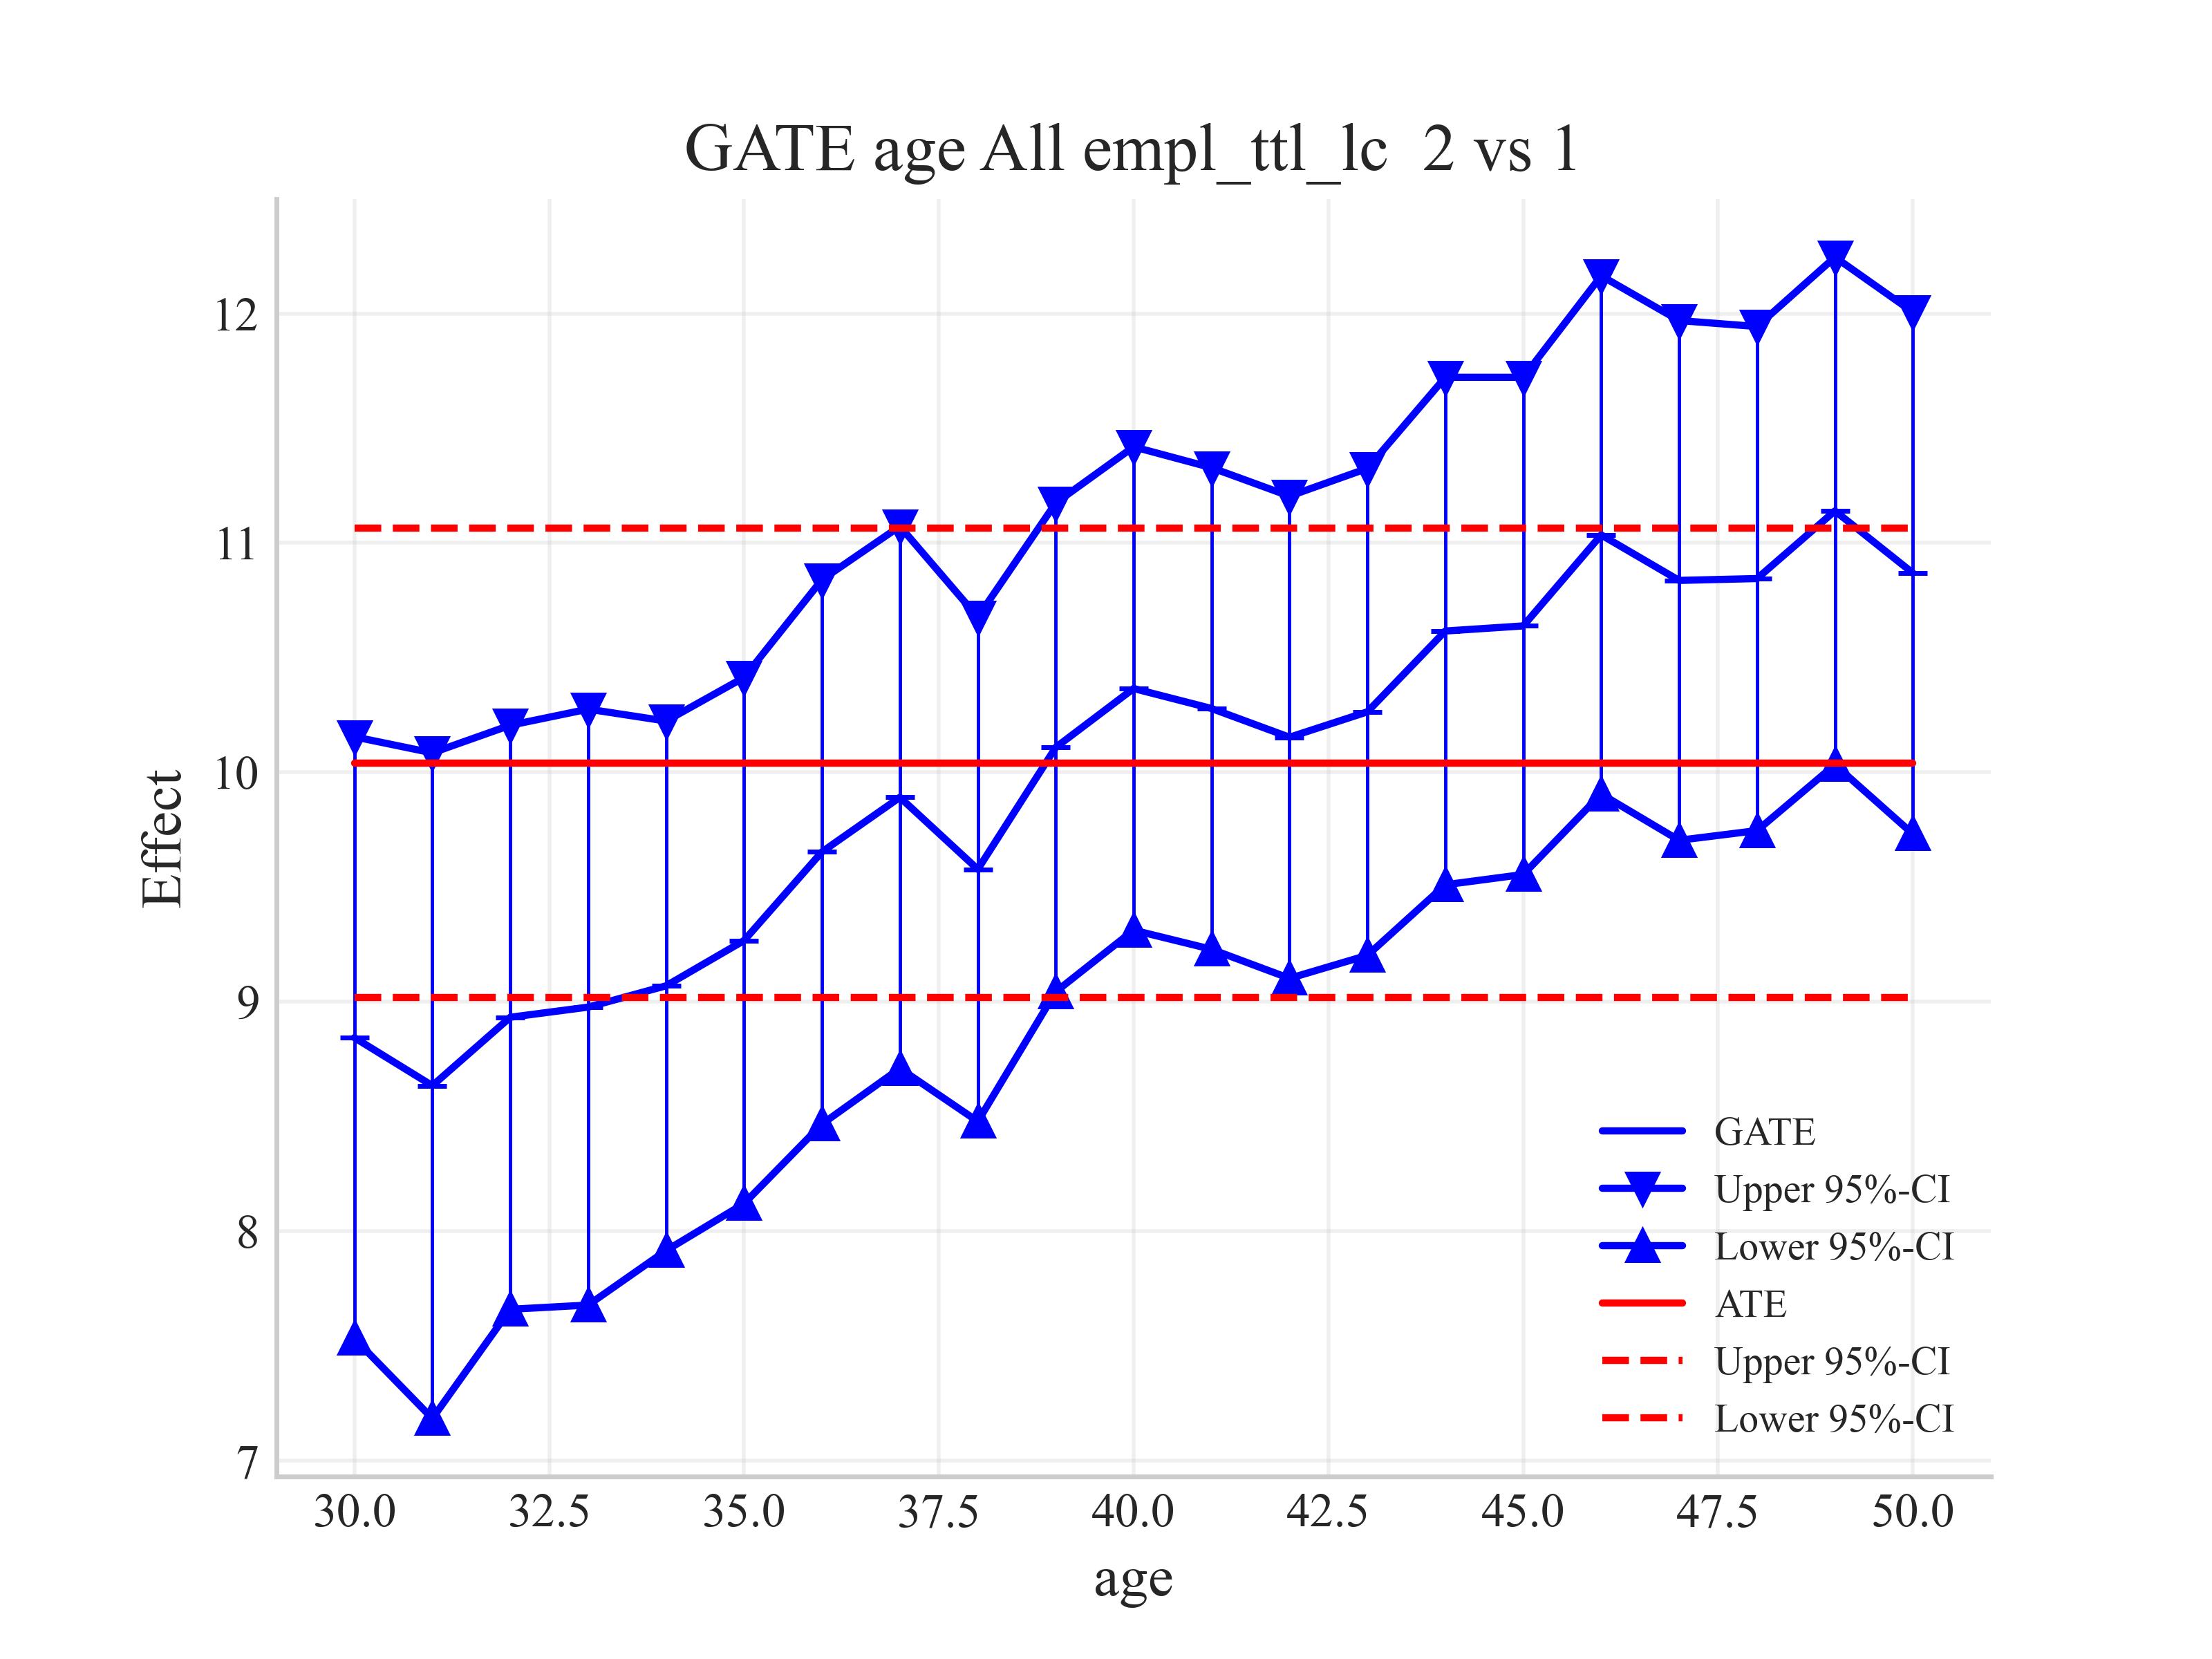 GATE age All empl_ttl_lc 2 vs 1
Effect
12
11
10
9
8
7
30.0 32.5 35.0 37.5 40.0 42.5 45.0 47.5 50.0
age
GATE
Upper 95%-CI
Lower 95%-CI
ATE
Upper 95%-CI
Lower 95%-CI